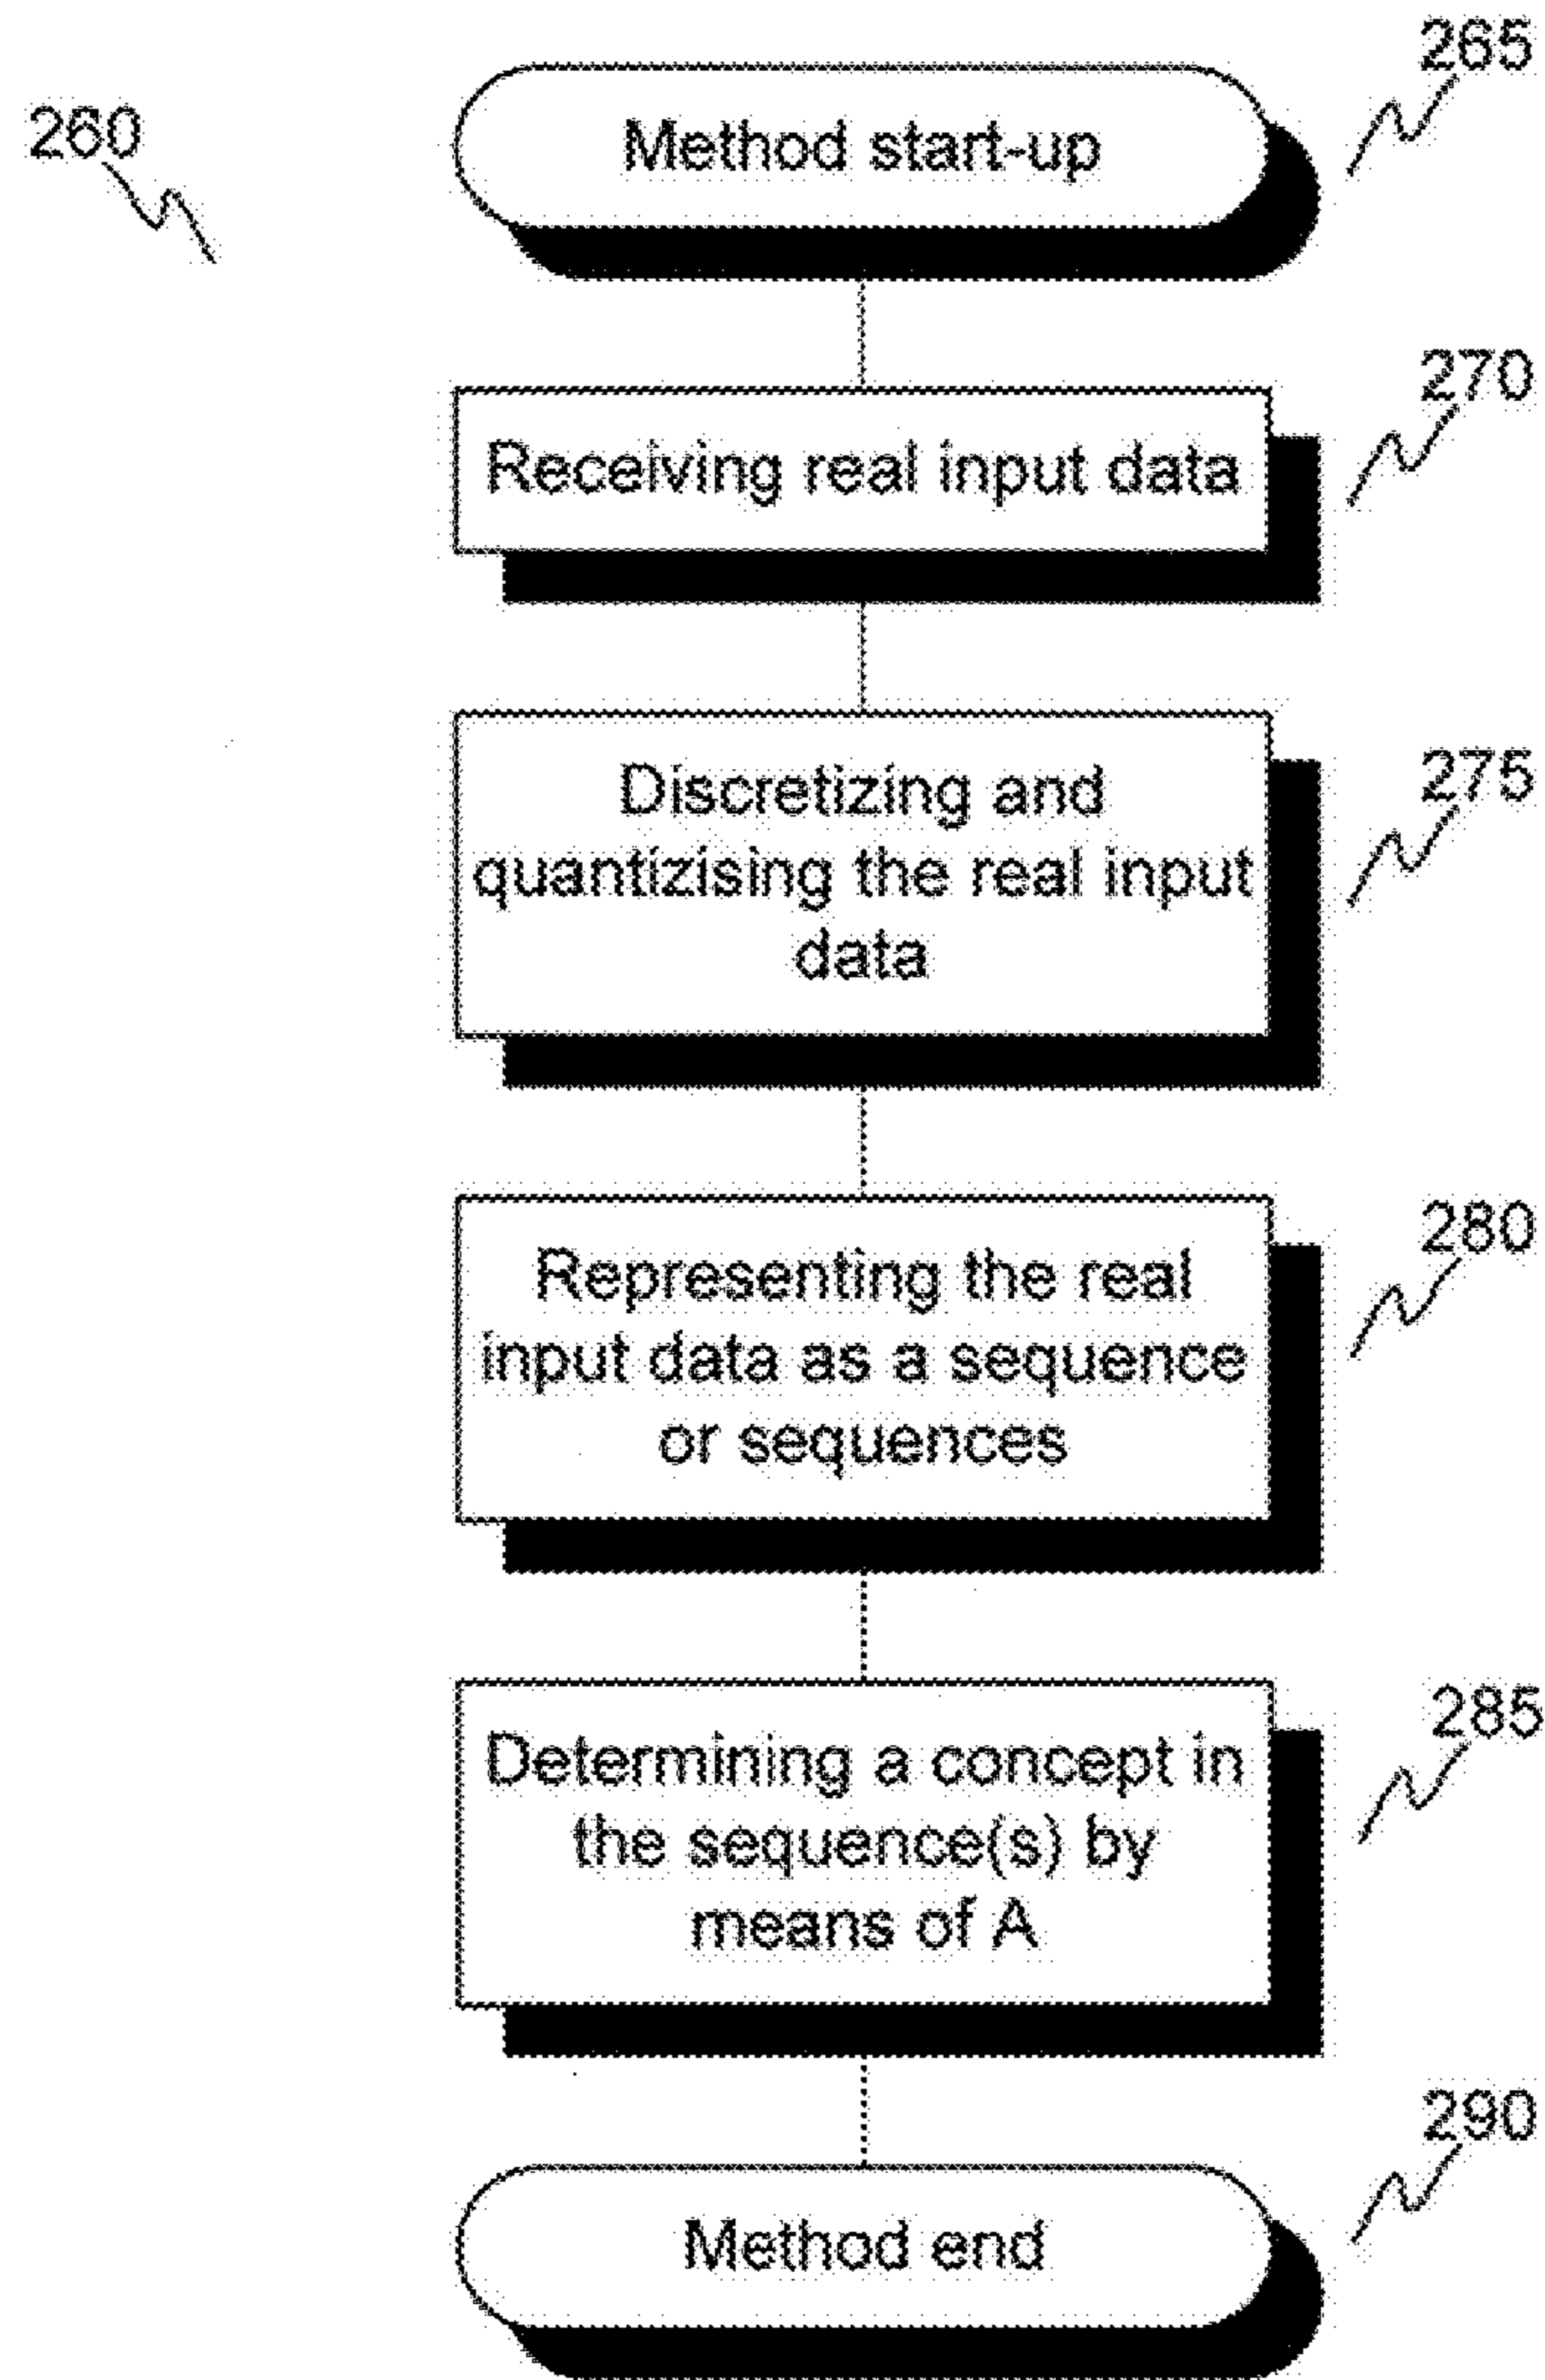 265
260
Method start-up
270
Receiving real input data
275
Discretizing and
quantizising the real input
data
280
Representing the real
input data as a sequence
or sequences
285
Determining a concept in
the sequence(s) by
means of A
290
Method end